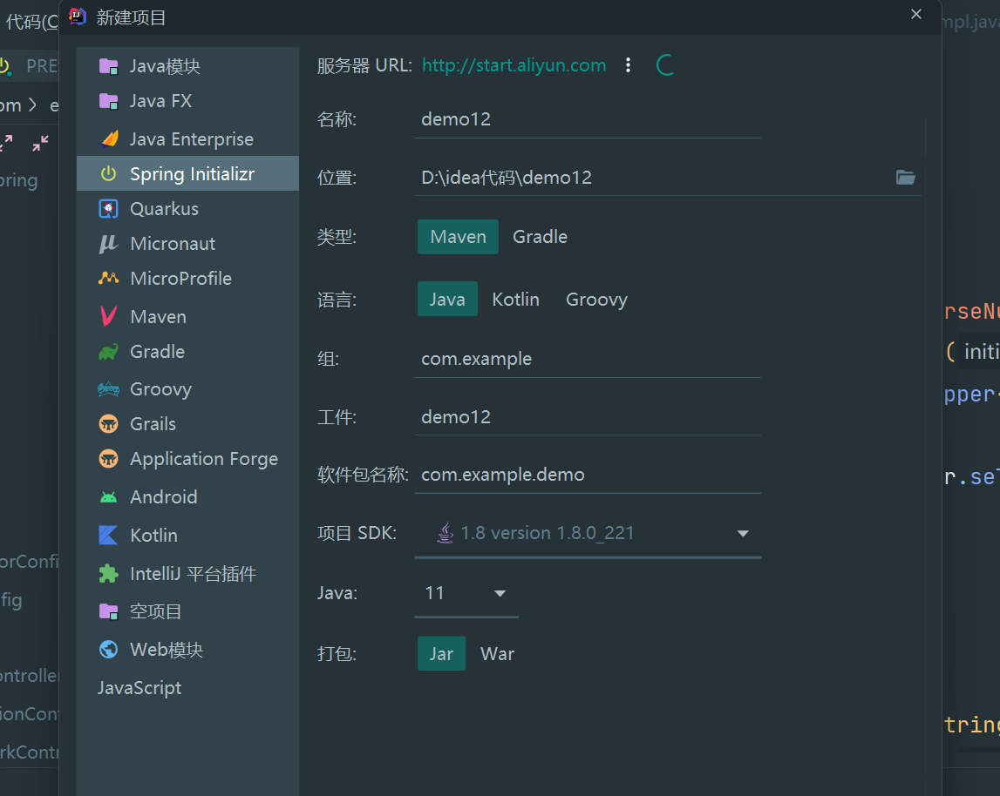 代码(C
新建项目
mpl.java
PRE
om > e
pring
Java模块
Java FX
Java Enterprise
Spring Initializr
Quarkus
Micronaut
MicroProfile
Maven
Gradle
Groovy
Grails
Application Forge
Android
Kotlin
IntelliJ 平台插件
空项目
Web模块
JavaScript
服务器 URL: http://start.aliyun.com
名称: demo12
位置: D:\idea代码\demo12
类型: Maven Gradle
语言: Java Kotlin Groovy
组: com.example
工件: demo12
软件包名称: com.example.demo
项目 SDK: 1.8 version 1.8.0_221
Java: 11
打包: Jar War
orConfi
fig
ontroller
ionCont
rkContr
rseNu
( initi
pper
r.seT
tring